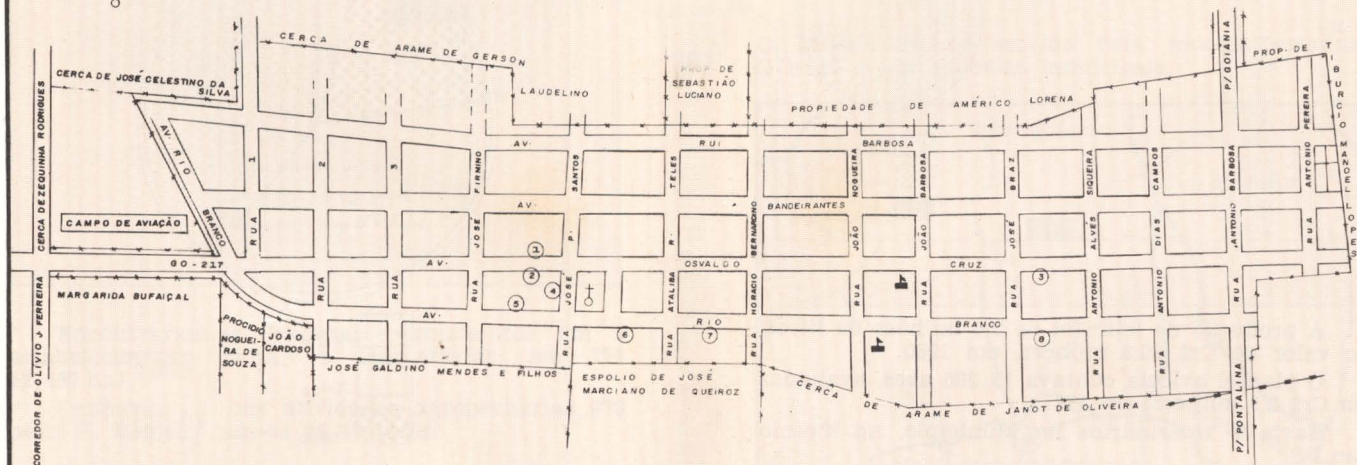 CERCA DE ARAME DE GERSON
CERCA DE JOSÉ CELESTINO DA
SILVA
LAUDELINO
PROP. DE
SEBASTIÃO
LUCIANO
PROPIEDADE DE AMÉRICO LORENA
P/GOIÂNIA
PROP. DE
TIBURCIO MANOEL LOPES
CERCA DE ZEQUINHA RODRIGUES
AV. RIO BRANCO
RUA 1
RUA 2
RUA 3
RUA JOSÉ FIRMINO
RUA JOSÉ P. SANTOS
RUA ATALIBA R. TELES
HORACIO BERNARDINO
RUA JOÃO NOGUEIRA
RUA JOÃO BARBOSA
RUA JOSÉ BRAZ
RUA ANTONIO ALVES SIQUEIRA
RUA ANTONIO DIAS CAMPOS
RUA ANTONIO BARBOSA
RUA ANTONIO PEREIRA
AV. RUI BARBOSA
AV. BANDEIRANTES
CAMPO DE AVIAÇÃO
GO-217
AV. OSVALDO CRUZ
MARGARIDA BUFAIÇAL
AV. RIO BRANCO
1
2
3
4
5
6
7
8
PROCIDIO
NOGUEI-
RA DE
SOUZA
JOÃO
CARDOSO
JOSÉ GALDINO MENDES E FILHOS
ESPOLIO DE JOSÉ
MARCIANO DE QUEIROZ
CERCA DE ARAME DE JANOT DE OLIVEIRA
CORREDOR DE OLÍVIO J. FERREIRA
P/ PONTALINA